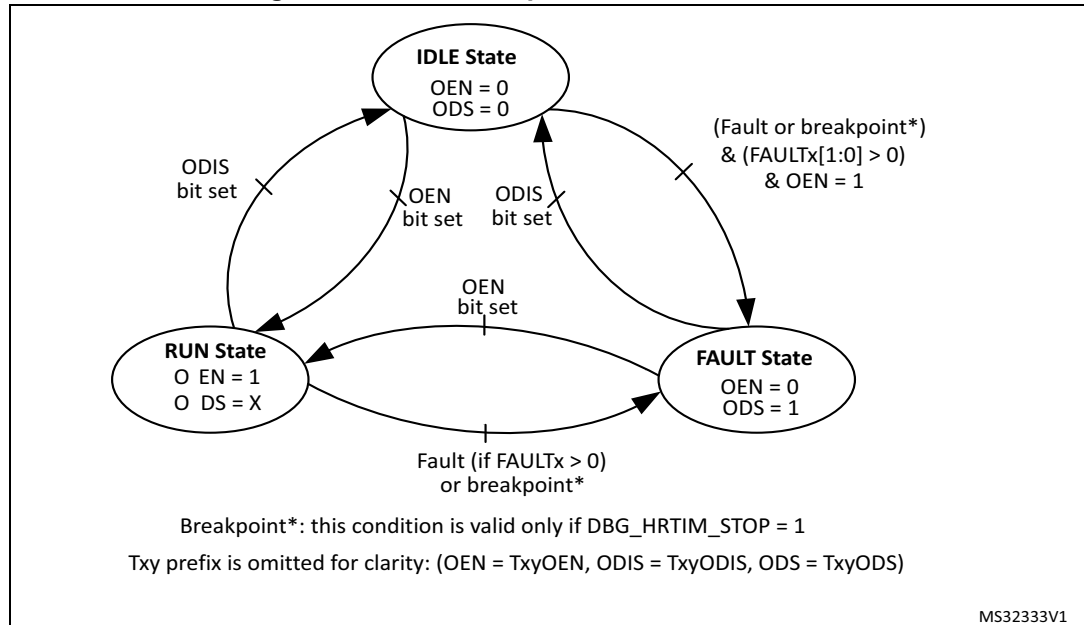 IDLE State
OEN = 0
ODS = 0
(Fault or breakpoint*)
& (FAULTx[1:0] > 0)
& OEN = 1
ODIS
bit set
OEN
bit set
ODIS
bit set
OEN
bit set
RUN State
O EN = 1
O DS = X
FAULT State
OEN = 0
ODS = 1
Fault (if FAULTx > 0)
or breakpoint*
Breakpoint*: this condition is valid only if DBG_HRTIM_STOP = 1
Txy prefix is omitted for clarity: (OEN = TxyOEN, ODIS = TxyODIS, ODS = TxyODS)
MS32333V1